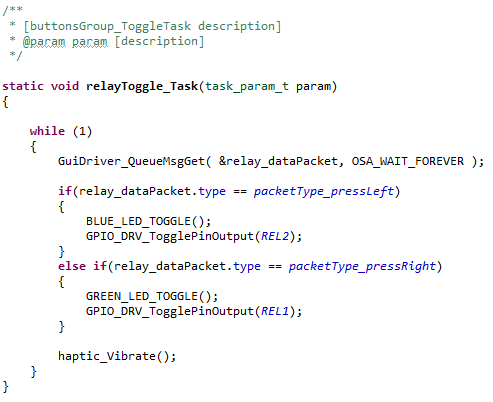 /**
 * [buttonsGroup_ToggleTask description]
 * @param param [description]
 */
static void relayToggle_Task(task_param_t param)
{
while (1)
{
GuiDriver_QueueMsgGet( &relay_dataPacket, OSA_WAIT_FOREVER );
if(relay_dataPacket.type == packetType_pressLeft)
{
BLUE_LED_TOGGLE();
GPIO_DRV_TogglePinOutput(REL2);
}
else if(relay_dataPacket.type == packetType_pressRight)
{
GREEN_LED_TOGGLE();
GPIO_DRV_TogglePinOutput(REL1);
}
haptic_Vibrate();
}
}